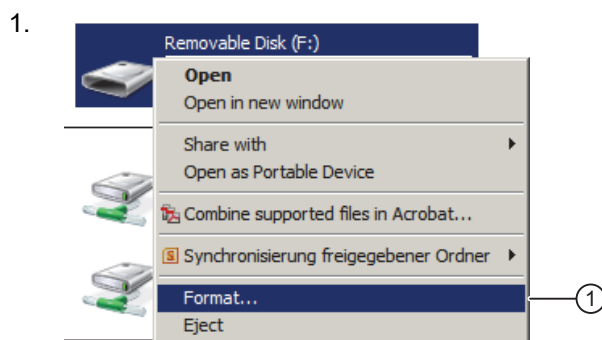 1.
Removable Disk (F:)
Open
Open in new window
Share with
Open as Portable Device
Combine supported files in Acrobat...
S Synchronisierung freigegebener Ordner
Format...
1
Eject